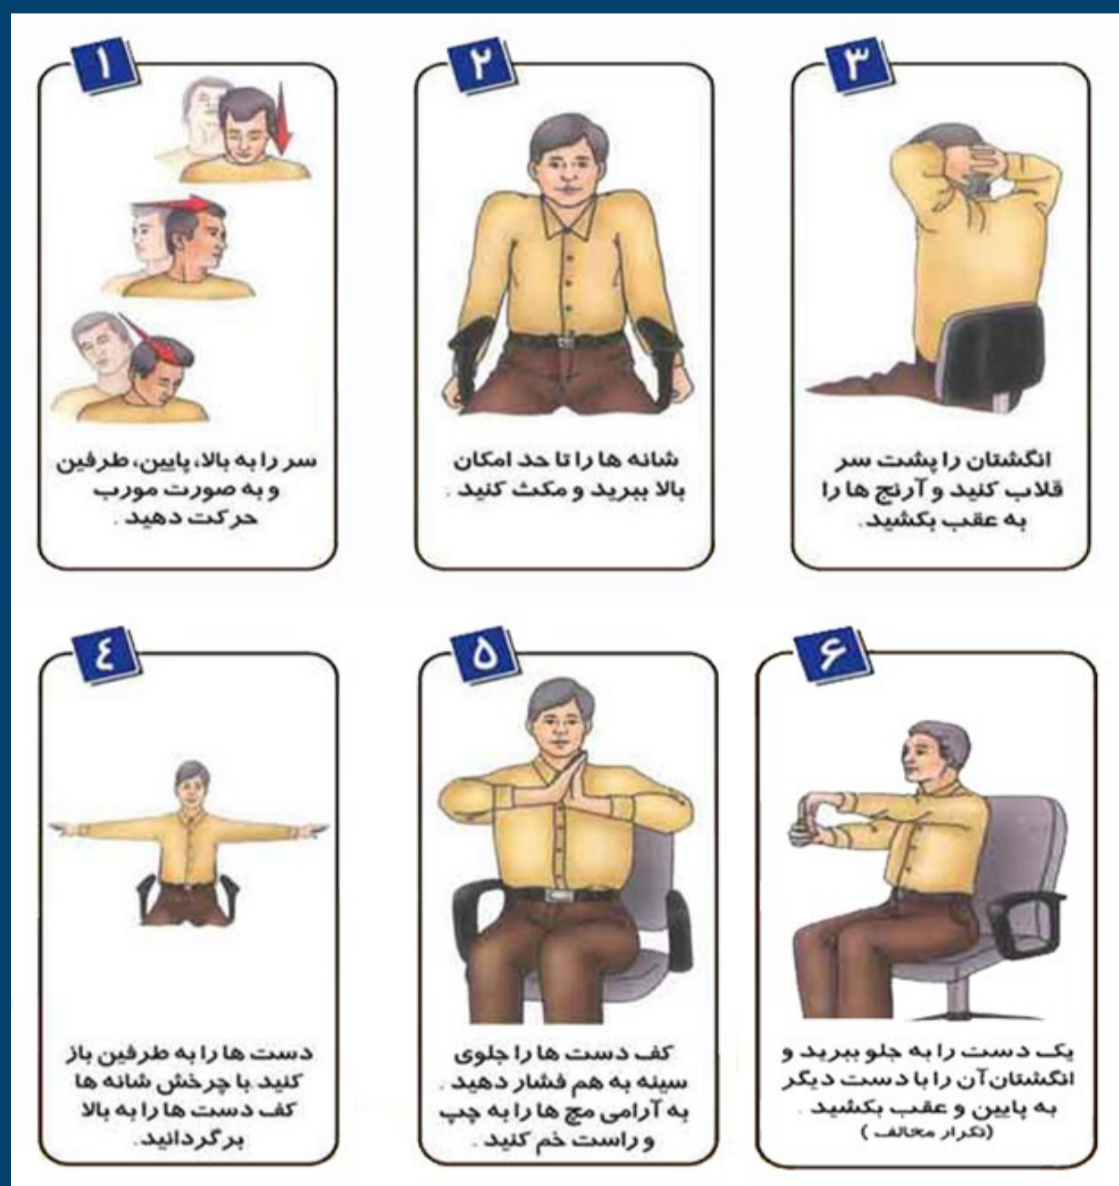 ۱
سر را به بالا، پایین، طرفین
و به صورت مورب
حرکت دهید .
۲
شانه ها را تا حد امکان
بالا ببرید و مکث کنید .
۳
انگشتان را پشت سر
قلاب کنید و آرنج ها را
به عقب بکشید .
٤
دست ها را به طرفین باز
کنید. با چرخش شانه ها
کف دست ها را به بالا
برگردانید.
۵
کف دست ها را جلوی
سینه به هم فشار دهید .
به آرامی مچ ها را به چپ
و راست خم کنید .
۶
یک دست را به جلو ببرید و
انگشتان آن را با دست دیگر
به پایین و عقب بکشید .
(تکرار مخالف )